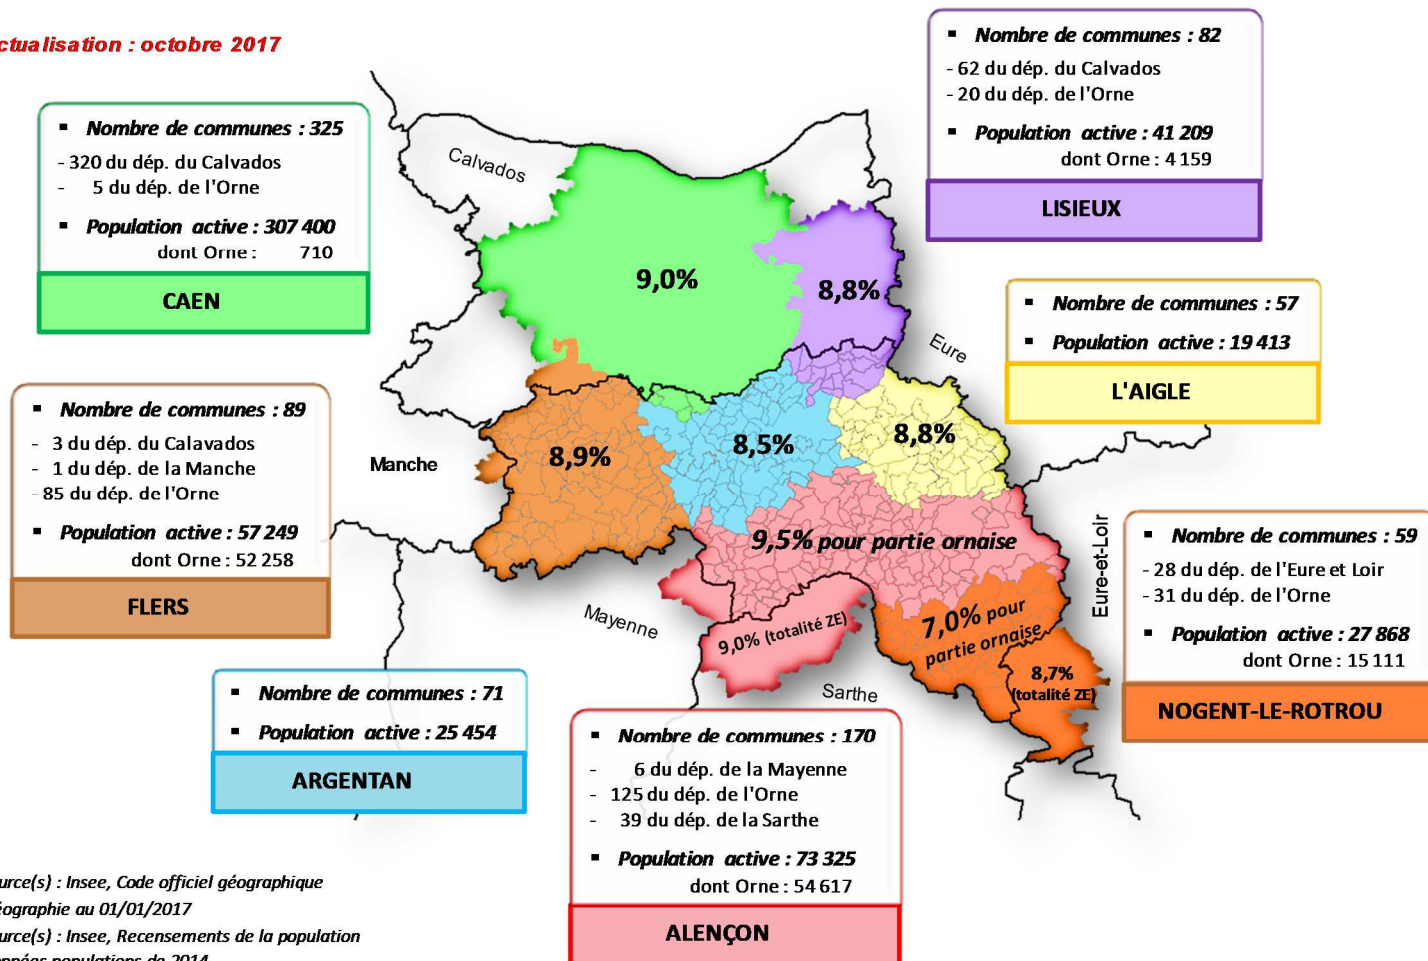 ctualisation : octobre 2017
▪ Nombre de communes : 82
- 62 du dép. du Calvados
- 20 du dép. de l'Orne
▪ Population active : 41 209
dont Orne : 4 159
LISIEUX
▪ Nombre de communes : 325
- 320 du dép. du Calvados
- 5 du dép. de l'Orne
▪ Population active : 307 400
dont Orne : 710
CAEN
Calvados
9,0%
8,8%
Eure
▪ Nombre de communes : 57
▪ Population active : 19 413
L'AIGLE
▪ Nombre de communes : 89
- 3 du dép. du Calavados
- 1 du dép. de la Manche
- 85 du dép. de l'Orne
▪ Population active : 57 249
dont Orne : 52 258
FLERS
Manche
8,9%
8,5%
8,8%
9,5% pour partie ornaise
Eure-et-Loir
▪ Nombre de communes : 59
- 28 du dép. de l'Eure et Loir
- 31 du dép. de l'Orne
▪ Population active : 27 868
dont Orne : 15 111
NOGENT-LE-ROTROU
Mayenne
9,0% (totalité ZE)
7,0% pour
partie ornaise
8,7%
(totalité ZE)
Sarthe
▪ Nombre de communes : 71
▪ Population active : 25 454
ARGENTAN
▪ Nombre de communes : 170
- 6 du dép. de la Mayenne
- 125 du dép. de l'Orne
- 39 du dép. de la Sarthe
▪ Population active : 73 325
dont Orne : 54 617
ALENÇON
urce(s) : Insee, Code officiel géographique
éographie au 01/01/2017
urce(s) : Insee, Recensements de la population
nnées populations de 2014